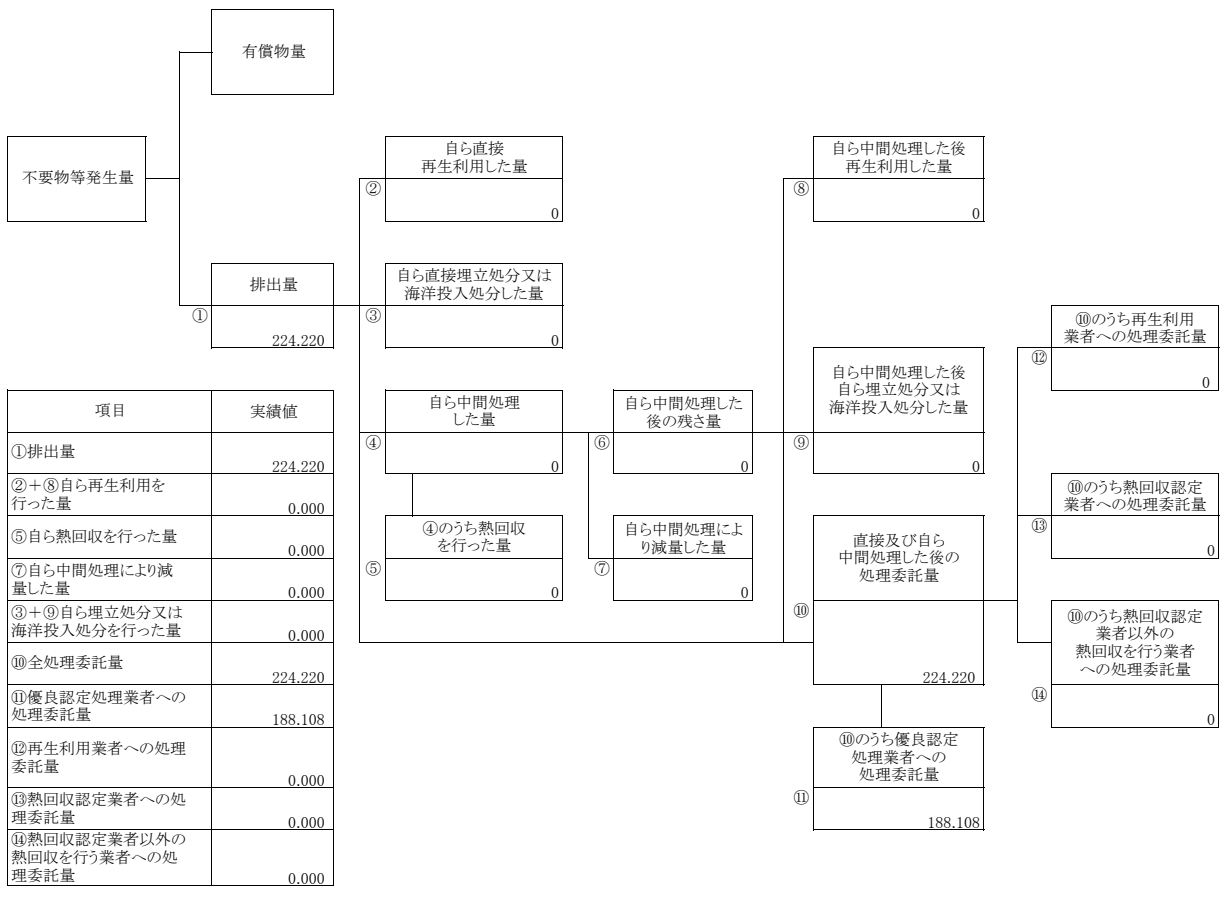 有償物量
不要物等発生量
排出量
①
224.220
自ら直接
再生利用した量
②
0
自ら直接埋立処分又は
海洋投入処分した量
③
0
自ら中間処理
した量
④
0
④のうち熱回収
を行った量
⑤
0
自ら中間処理した
後の残さ量
⑥
0
自ら中間処理によ
り減量した量
⑦
0
自ら中間処理した後
再生利用した量
⑧
0
自ら中間処理した後
自ら埋立処分又は
海洋投入処分した量
⑨
0
直接及び自ら
中間処理した後の
処理委託量
⑩
224.220
⑩のうち優良認定
処理業者への
処理委託量
⑪
188.108
⑩のうち再生利用
業者への処理委託量
⑫
0
⑩のうち熱回収認定
業者への処理委託量
⑬
0
⑩のうち熱回収認定
業者以外の
熱回収を行う業者
への処理委託量
⑭
0
項目 実績値
①排出量
224.220
②＋⑧自ら再生利用を
行った量
0.000
⑤自ら熱回収を行った量
0.000
⑦自ら中間処理により減
量した量
0.000
③＋⑨自ら埋立処分又は
海洋投入処分を行った量
0.000
⑩全処理委託量
224.220
⑪優良認定処理業者への
処理委託量
188.108
⑫再生利用業者への処理
委託量
0.000
⑬熱回収認定業者への処
理委託量
0.000
⑭熱回収認定業者以外の
熱回収を行う業者への処
理委託量
0.000